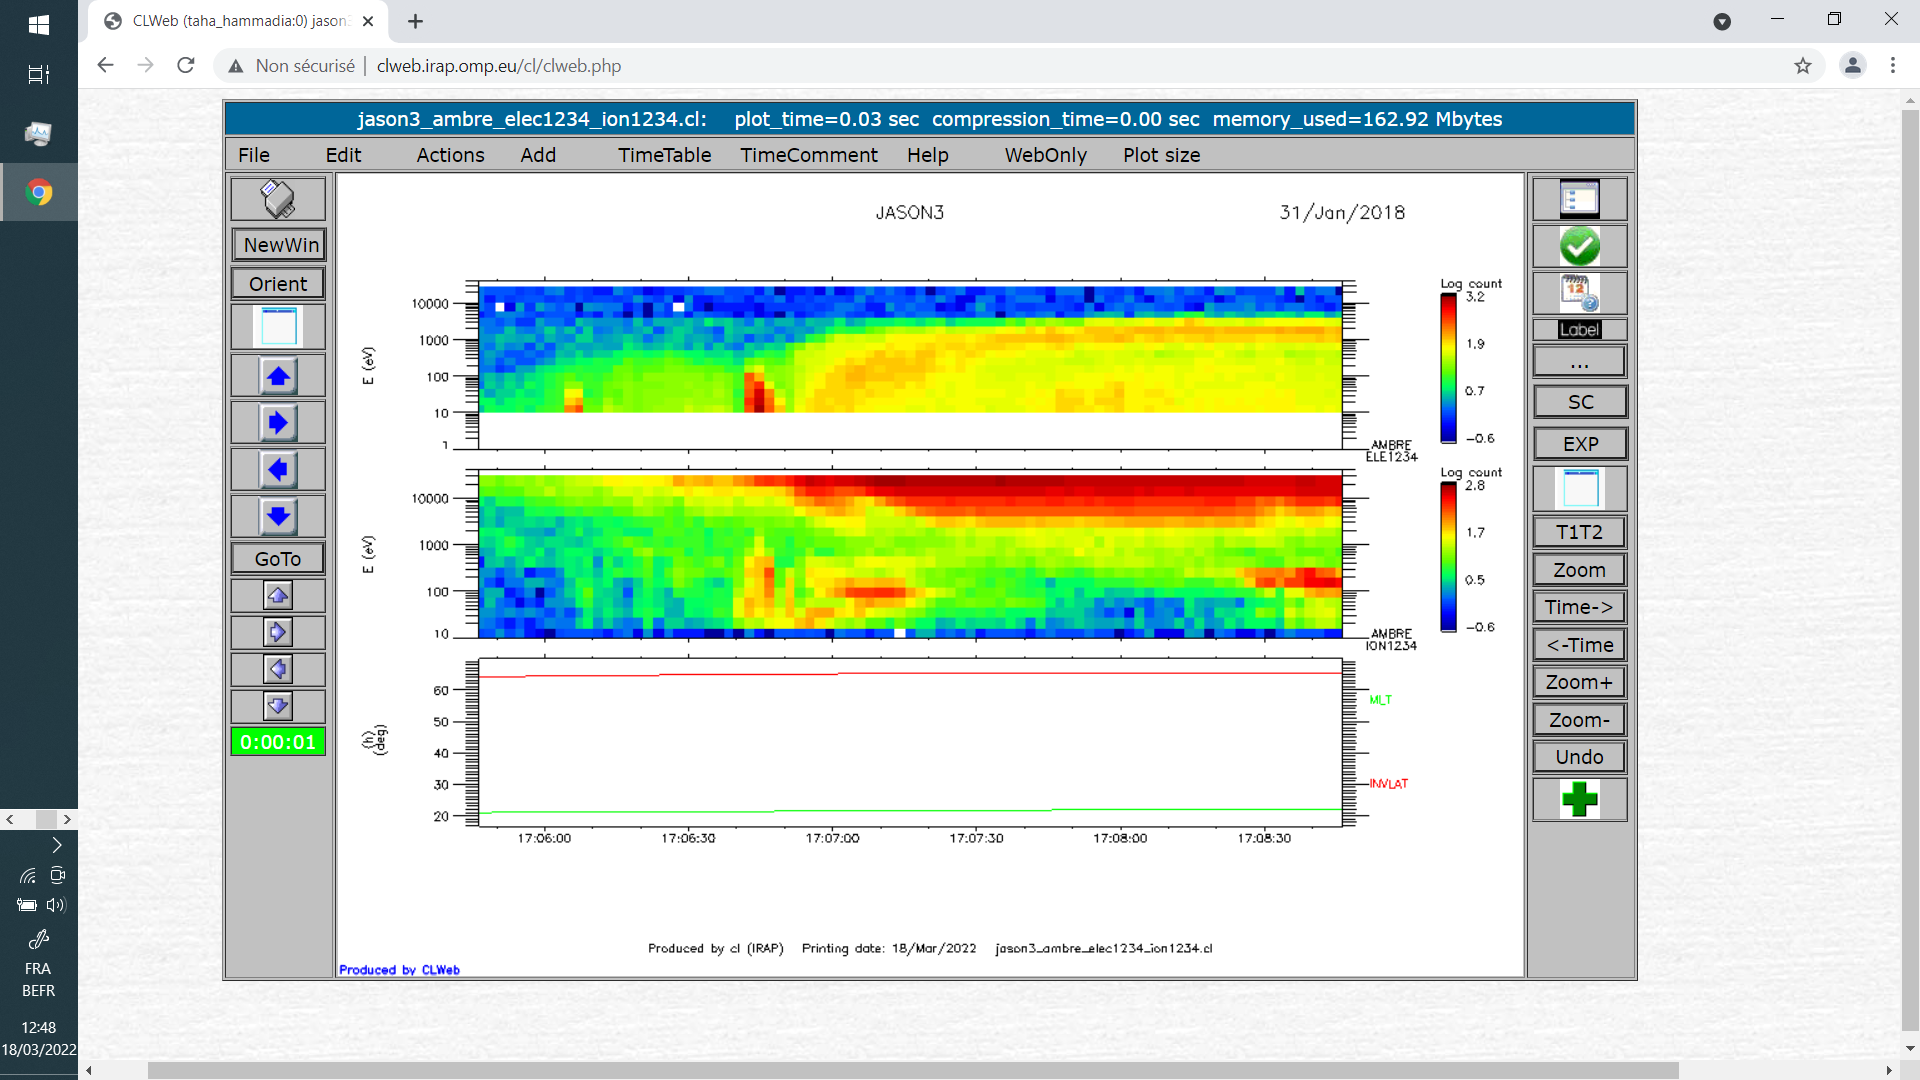 CLWeb (taha_hammadia:0) jason
Non sécurisé | clweb.irap.omp.eu/cl/clweb.php
jason3_ambre_elec1234_ion1234.cl: plot_time=0.03 sec compression_time=0.00 sec memory_used=162.92 Mbytes
File Edit Actions Add TimeTable TimeComment Help WebOnly Plot size
NewWin
Orient
GoTo
0:00:01
JASON3 31/Jan/2018
Log count
3.2
1.9
0.7
-0.6
10000
1000
100
10
1
E (eV)
AMBRE
ELE1234
Log count
2.8
1.7
0.5
-0.6
10000
1000
100
10
E (eV)
AMBRE
ION1234
60
50
40
30
20
(h)
(deg)
MLT
INVLAT
17:06:00 17:06:30 17:07:00 17:07:30 17:08:00 17:08:30
Produced by cl (IRAP) Printing date: 18/Mar/2022 jason3_ambre_elec1234_ion1234.cl
Produced by CLWeb
12
Label
...
SC
EXP
T1T2
Zoom
Time->
<-Time
Zoom+
Zoom-
Undo
FRA
BEFR
12:48
18/03/2022